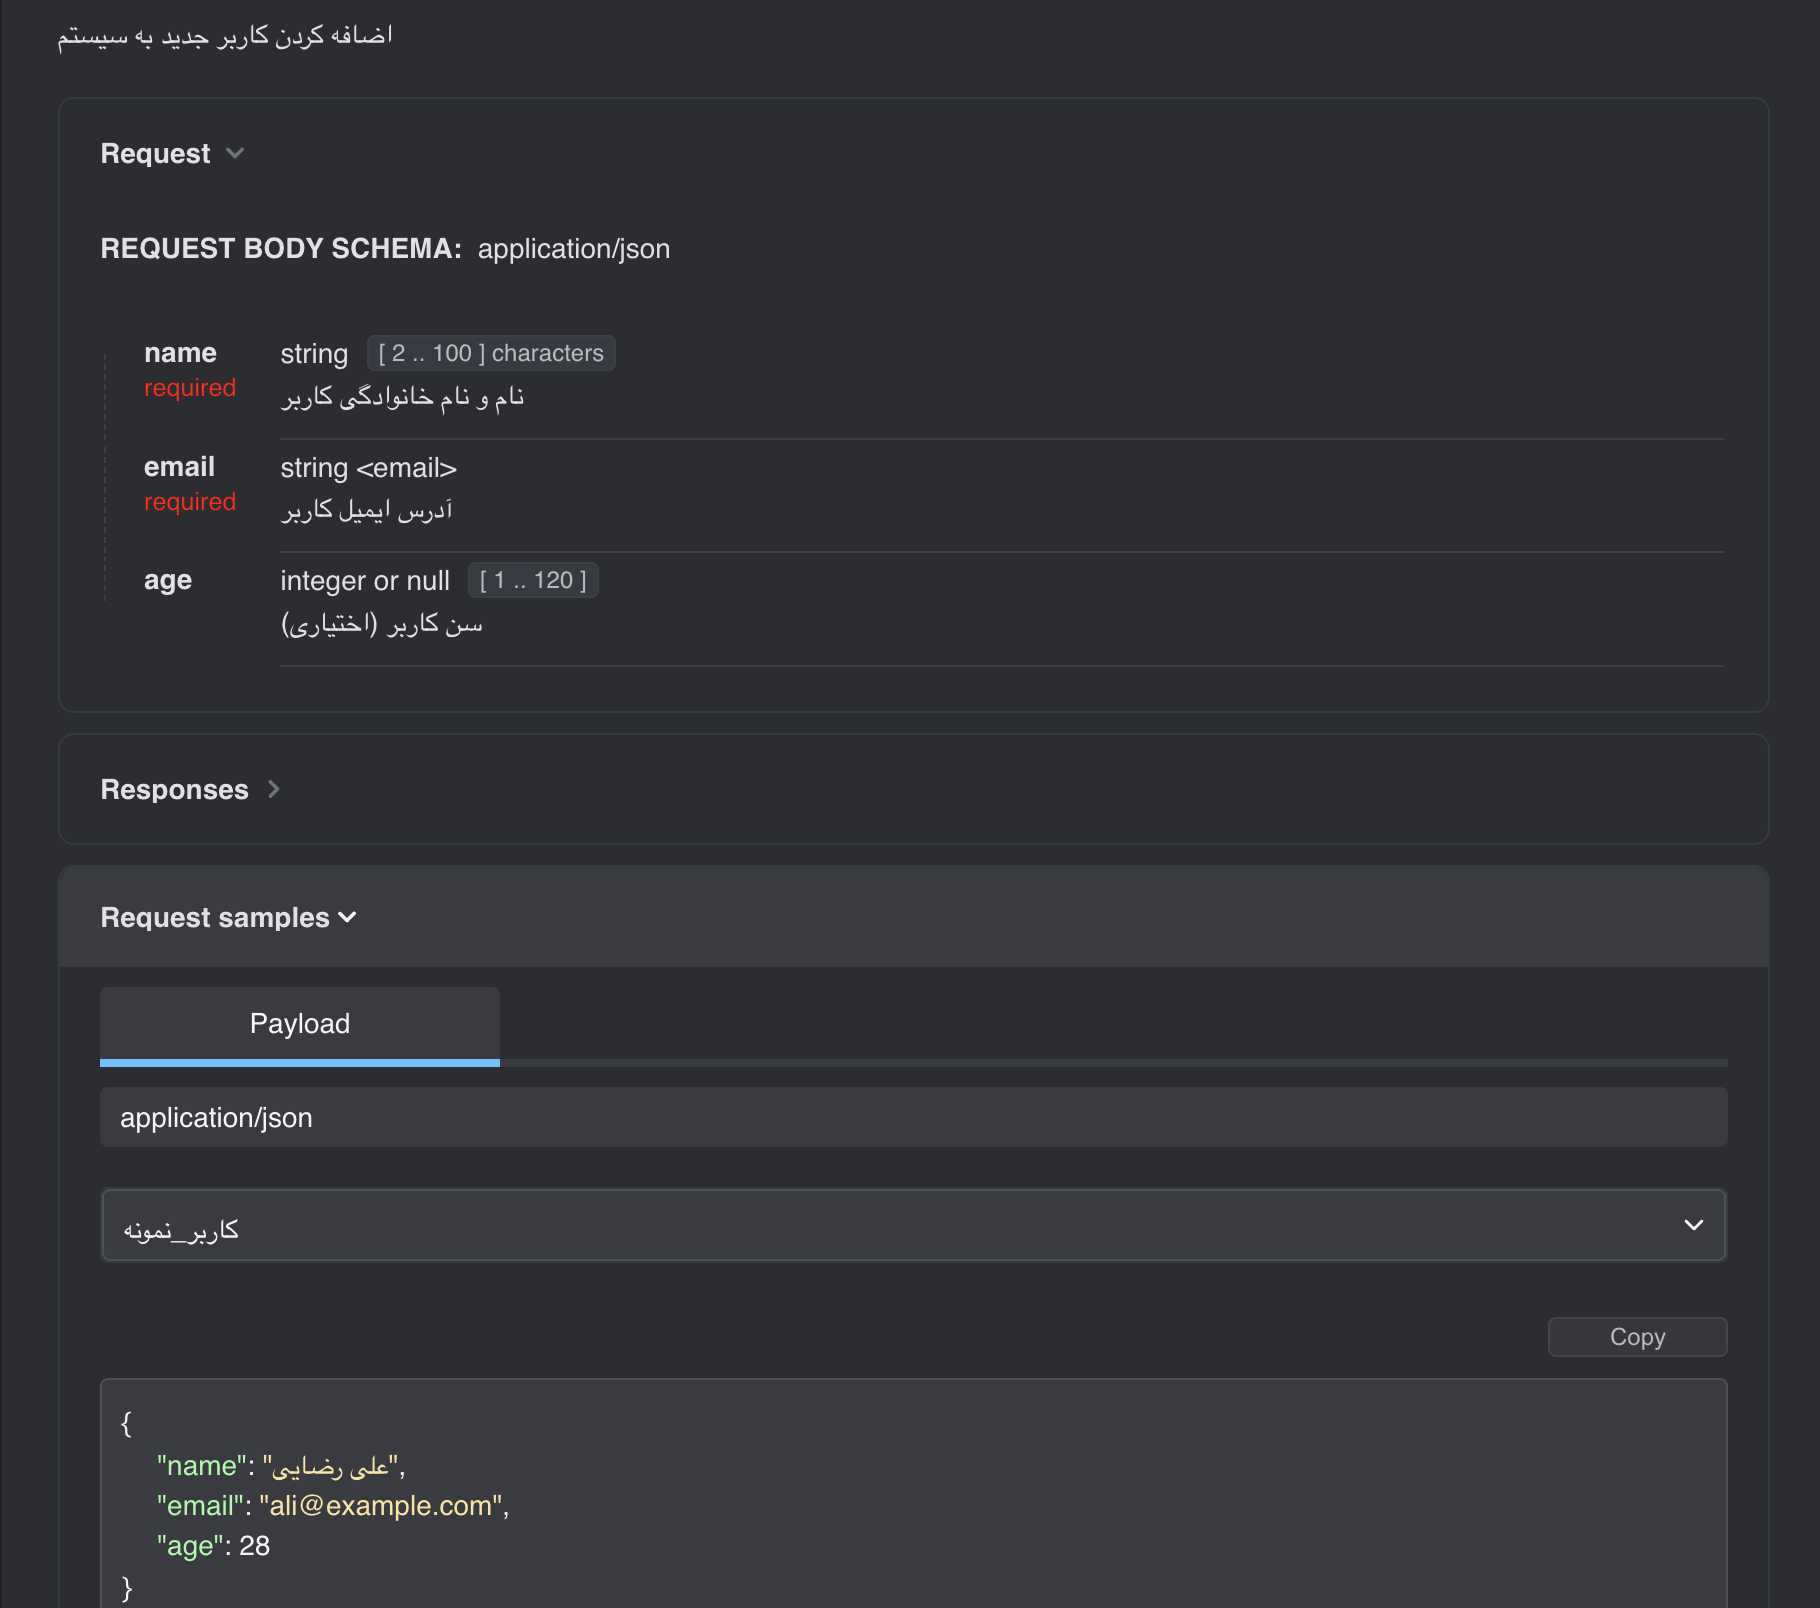 اضافه کردن کاربر جدید به سیستم
Request
REQUEST BODY SCHEMA: application/json
name string [ 2 .. 100 ] characters
required نام و نام خانوادگی کاربر
email string <email>
required آدرس ایمیل کاربر
age integer or null [ 1 .. 120 ]
سن کاربر (اختیاری)
Responses
Request samples
Payload
application/json
کاربر_نمونه
Copy
{
"name": "علی رضایی",
"email": "ali@example.com",
"age": 28
}